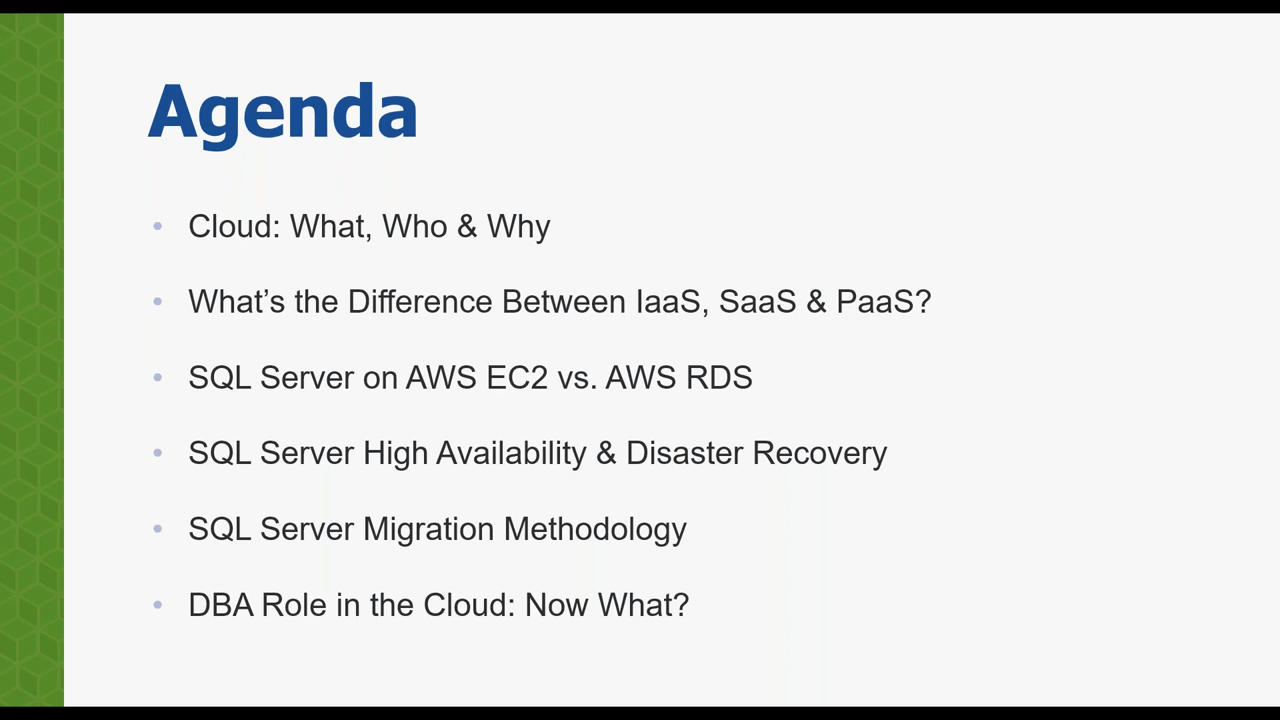 Agenda
• Cloud: What, Who & Why
• What’s the Difference Between IaaS, SaaS & PaaS?
• SQL Server on AWS EC2 vs. AWS RDS
• SQL Server High Availability & Disaster Recovery
• SQL Server Migration Methodology
• DBA Role in the Cloud: Now What?